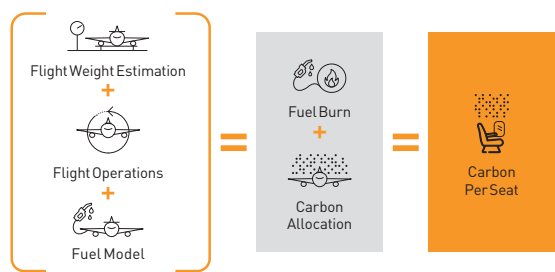 Flight Weight Estimation
+
Flight Operations
+
Fuel Model
=
Fuel Burn
+
Carbon
Allocation
=
Carbon
Per Seat